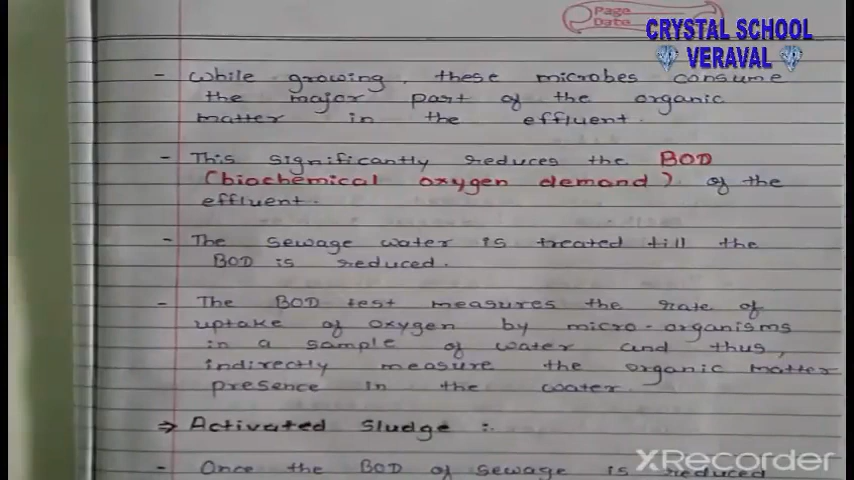 Page
Date
CRYSTAL SCHOOL
VERAVAL
- While growing, these microbes consume
the major part of the organic
matter in the effluent.
- This significantly reduces the BOD
(biochemical oxygen demand) of the
effluent.
- The sewage water is treated till the
BOD is reduced.
- The BOD test measures the rate of
uptake of oxygen by micro-organisms
in a sample of water and thus,
indirectly measure the organic matter
presence in the water.
⇒ Activated Sludge :-
- Once the BOD of sewage is reduced
XRecorder